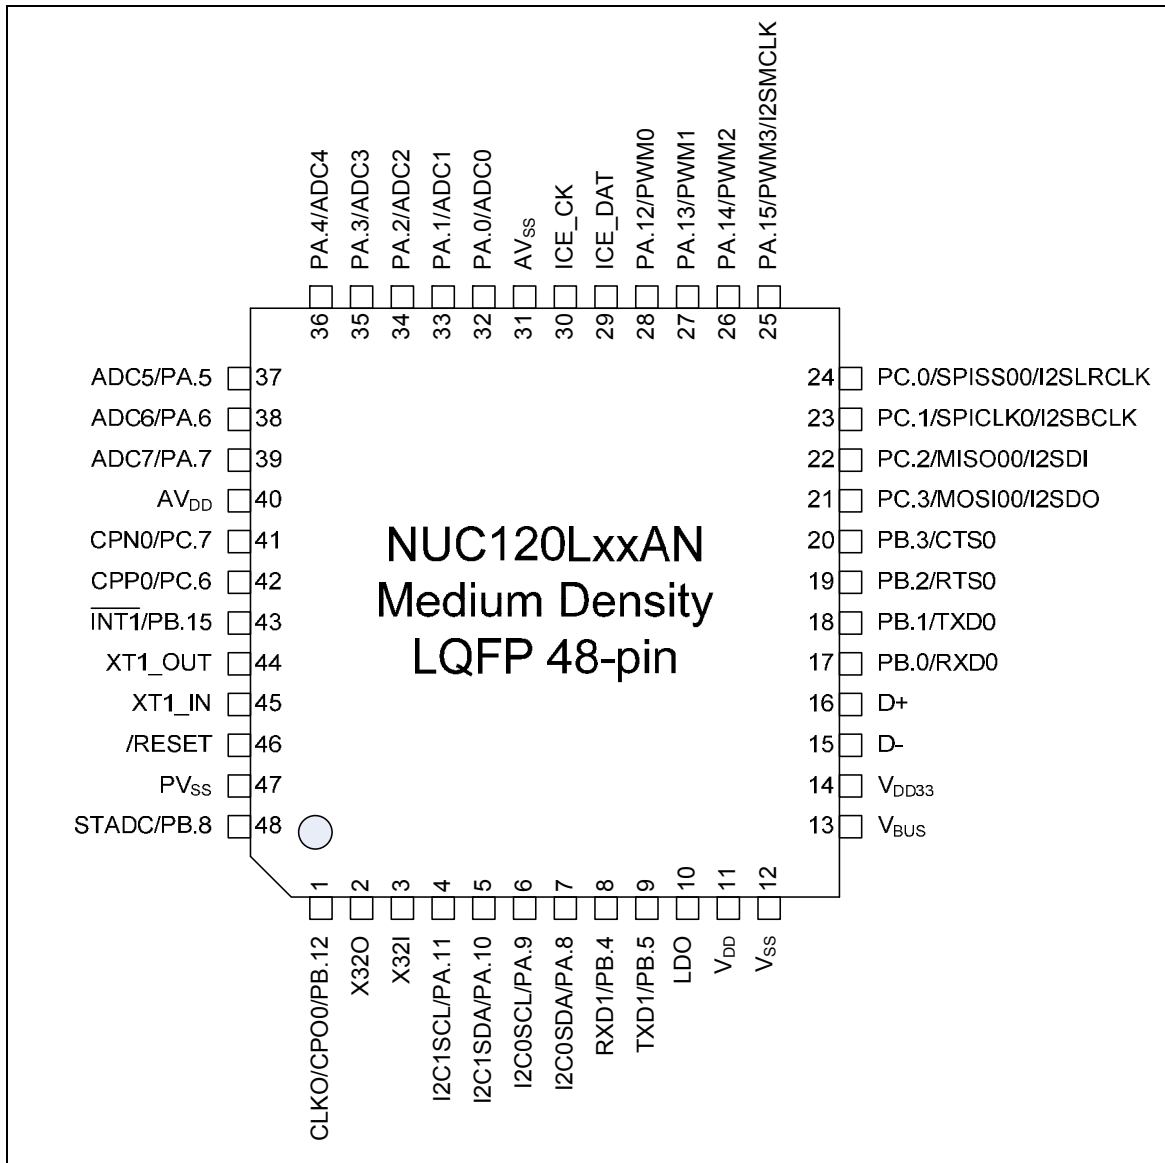 PA.4/ADC4
PA.3/ADC3
PA.2/ADC2
PA.1/ADC1
PA.0/ADC0
AVSS
ICE_CK
ICE_DAT
PA.12/PWM0
PA.13/PWM1
PA.14/PWM2
PA.15/PWM3/I2SMCLK
36 35 34 33 32 31 30 29 28 27 26 25
ADC5/PA.5 37
ADC6/PA.6 38
ADC7/PA.7 39
AVDD 40
CPN0/PC.7 41
CPP0/PC.6 42
I̅N̅T̅1̅/PB.15 43
XT1_OUT 44
XT1_IN 45
/RESET 46
PVSS 47
STADC/PB.8 48
NUC120LxxAN
Medium Density
LQFP 48-pin
24 PC.0/SPISS00/I2SLRCLK
23 PC.1/SPICLK0/I2SBCLK
22 PC.2/MISO00/I2SDI
21 PC.3/MOSI00/I2SDO
20 PB.3/CTS0
19 PB.2/RTS0
18 PB.1/TXD0
17 PB.0/RXD0
16 D+
15 D-
14 VDD33
13 VBUS
1 2 3 4 5 6 7 8 9 10 11 12
CLKO/CPO0/PB.12
X32O
X32I
I2C1SCL/PA.11
I2C1SDA/PA.10
I2C0SCL/PA.9
I2C0SDA/PA.8
RXD1/PB.4
TXD1/PB.5
LDO
VDD
VSS